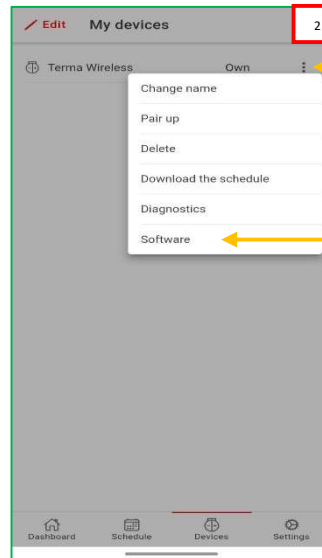 Edit My devices 2
Terma Wireless Own
Change name
Pair up
Delete
Download the schedule
Diagnostics
Software
Dashboard Schedule Devices Settings